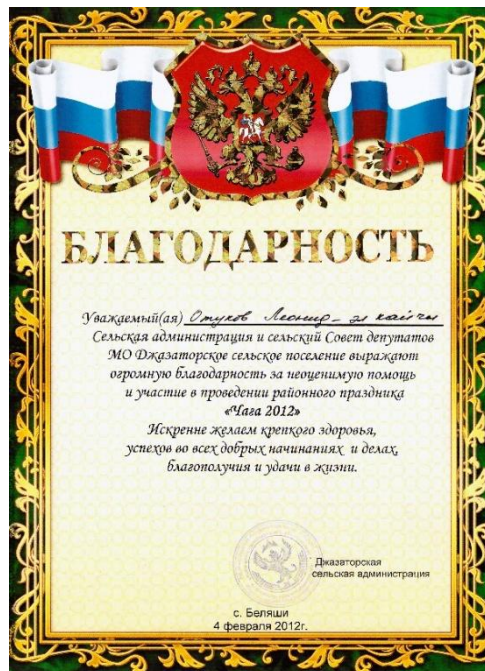 БЛАГОДАРНОСТЬ
Уважаемый(ая) Отуков Леонид - эл кайчы
Сельская администрация и сельский Совет депутатов
МО Джазаторское сельское поселение выражают
огромную благодарность за неоценимую помощь
и участие в проведении районного праздника
«Чага 2012»
Искренне желаем крепкого здоровья,
успехов во всех добрых начинаниях и делах,
благополучия и удачи в жизни.
Джазаторская
сельская администрация
с. Беляши
4 февраля 2012г.